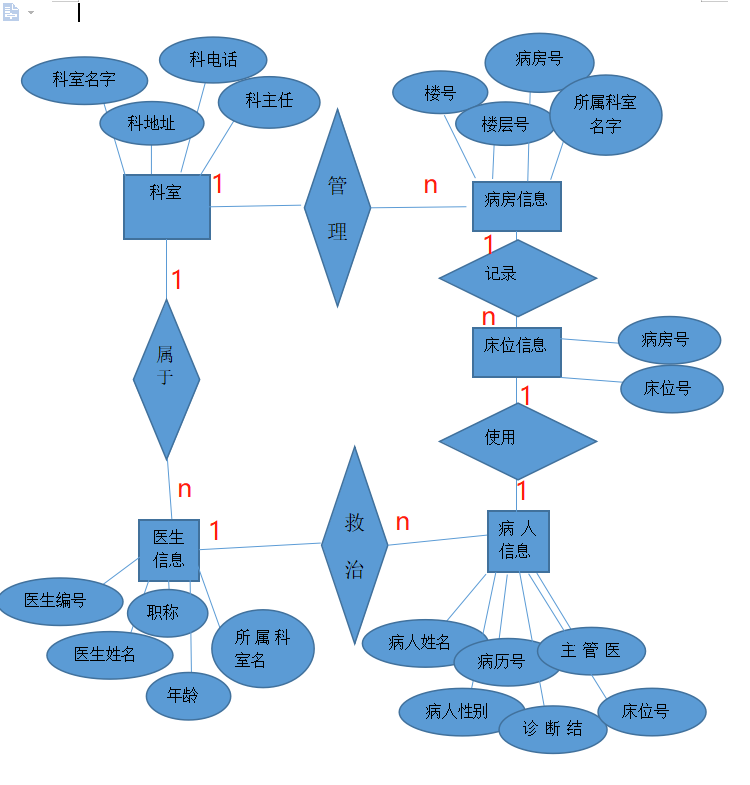 科电话
病房号
科室名字
楼号
科主任
所属科室
名字
科地址
楼层号
科室
1
管
理
n
病房信息
1
记录
1
n
床位信息
病房号
属
于
床位号
1
使用
n
1
救
治
1
n
医生
信息
病 人
信息
医生编号
职称
所 属 科
室名
病人姓名
主 管 医
医生姓名
病历号
年龄
病人性别
床位号
诊 断 结